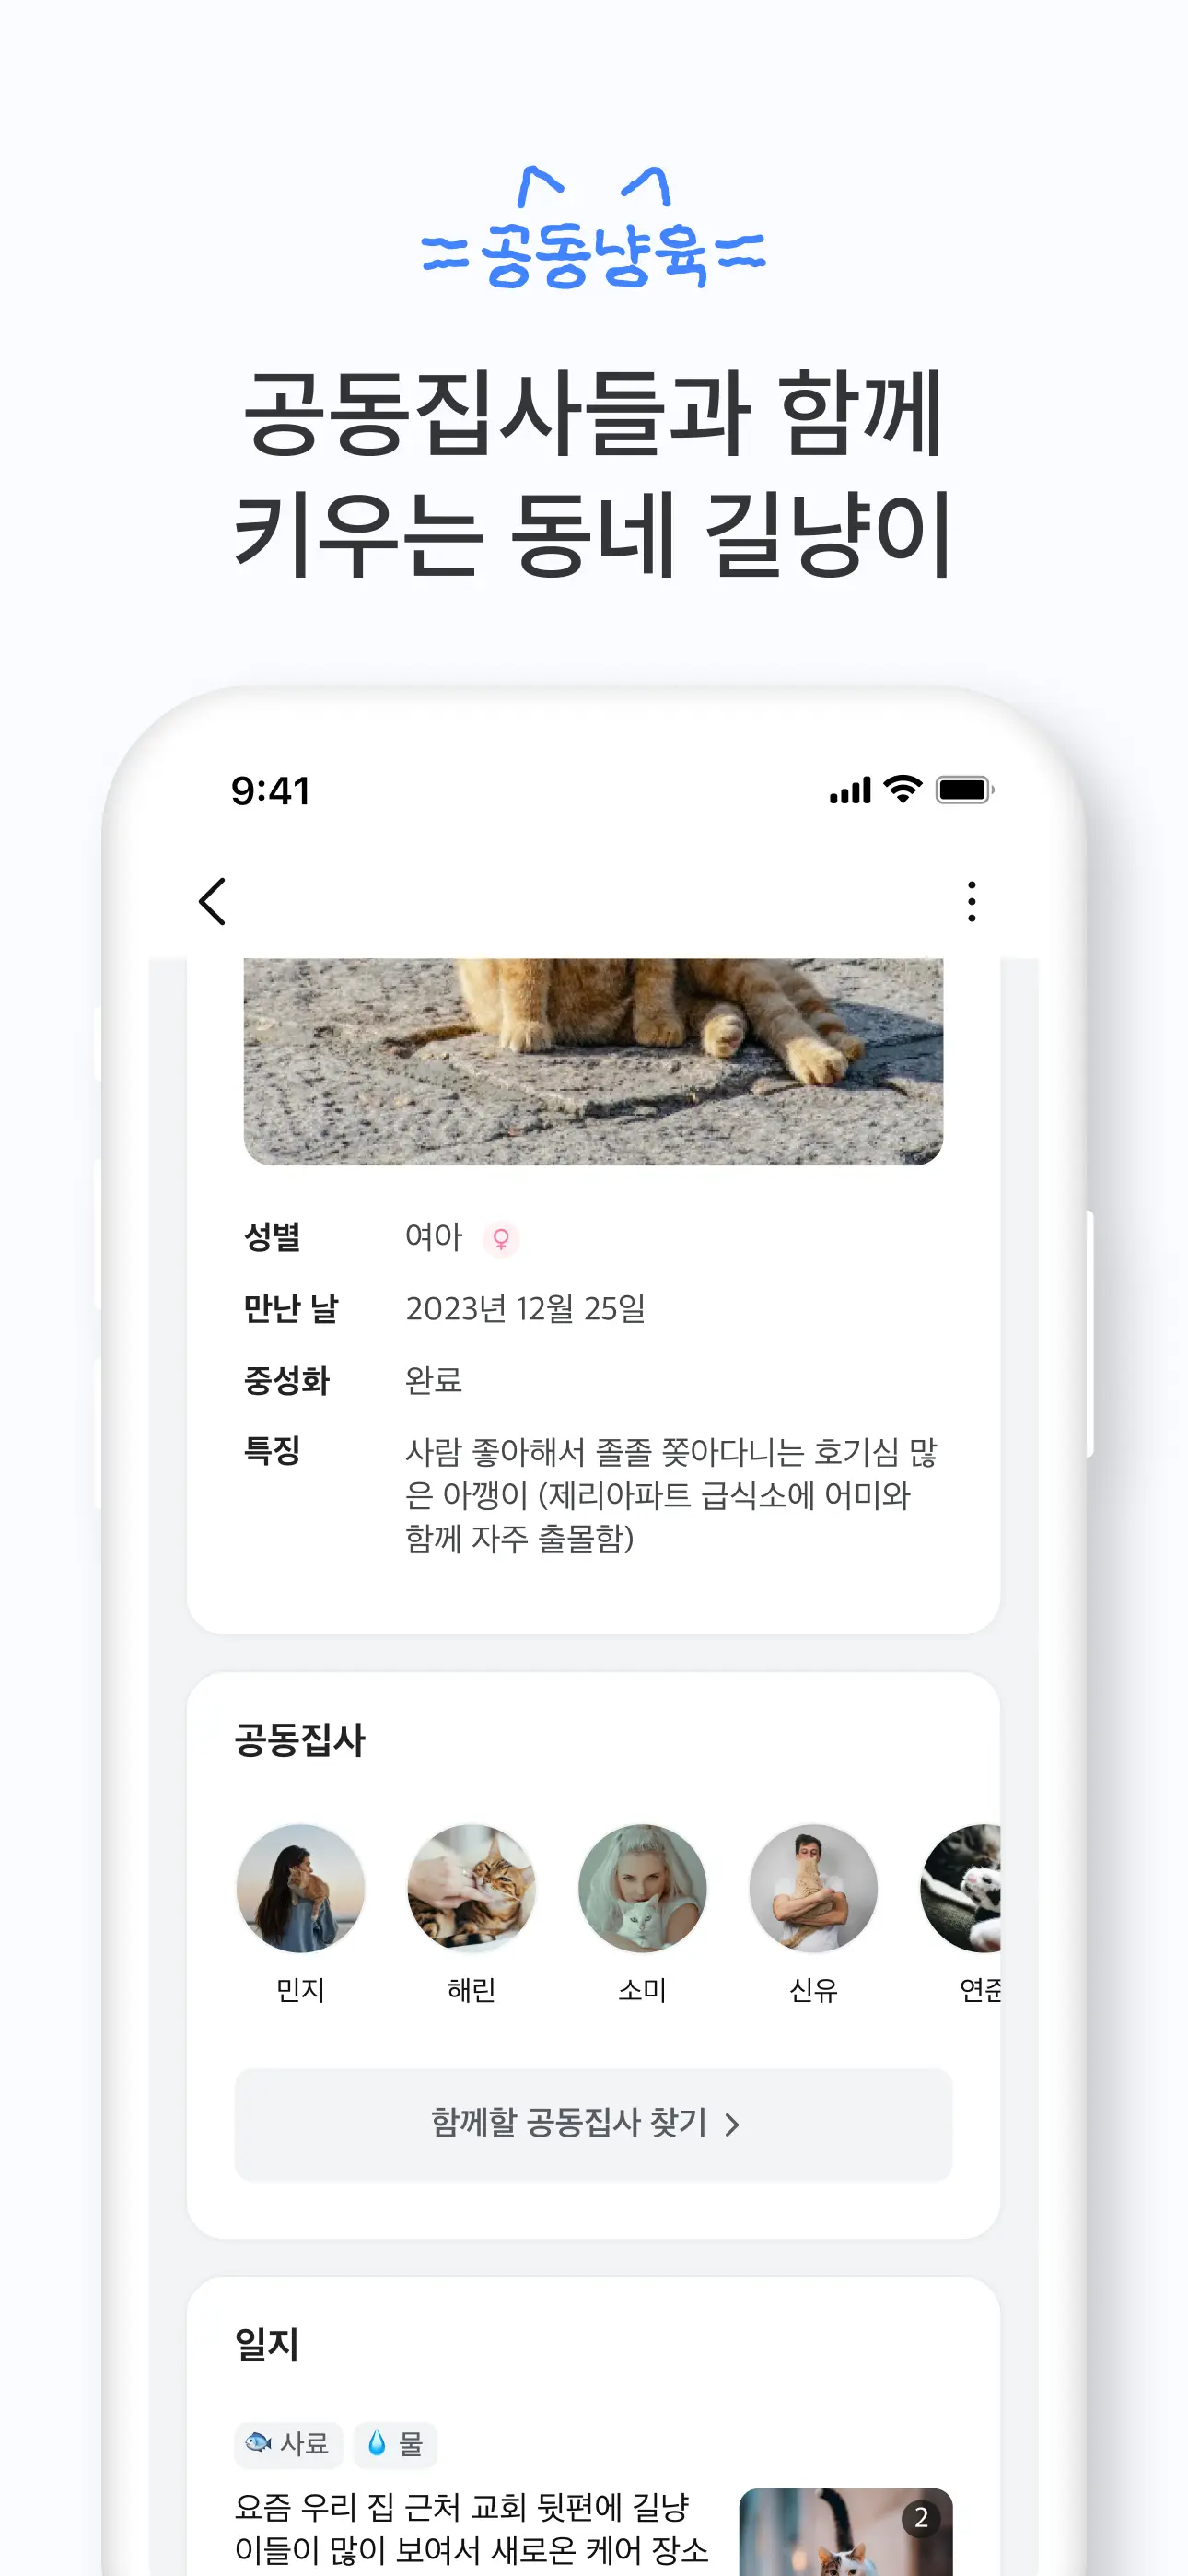 =공동냥육=
공동집사들과 함께
키우는 동네 길냥이
9:41
성별 여아
만난 날 2023년 12월 25일
중성화 완료
특징 사람 좋아해서 졸졸 쫒아다니는 호기심 많
은 아깽이 (제리아파트 급식소에 어미와
함께 자주 출몰함)
공동집사
민지 해린 소미 신유 연준
함께할 공동집사 찾기 >
일지
사료 물
요즘 우리 집 근처 교회 뒷편에 길냥
이들이 많이 보여서 새로온 케어 장소
2